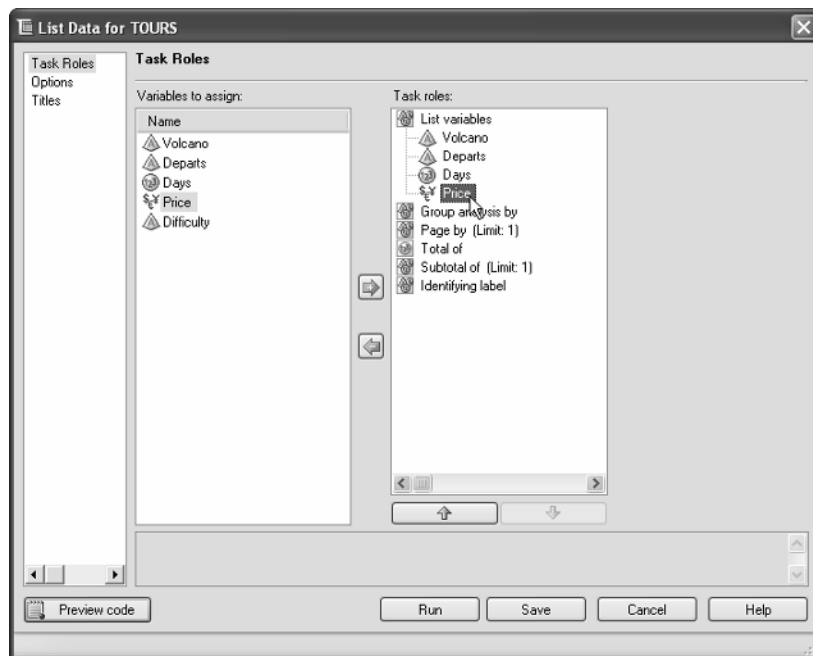 List Data for TOURS
Task Roles
Options
Titles
Task Roles
Variables to assign:
Name
Volcano
Departs
Days
Price
Difficulty
Task roles:
List variables
Volcano
Departs
Days
Price
Group analysis by
Page by (Limit: 1)
Total of
Subtotal of (Limit: 1)
Identifying label
Preview code
Run
Save
Cancel
Help